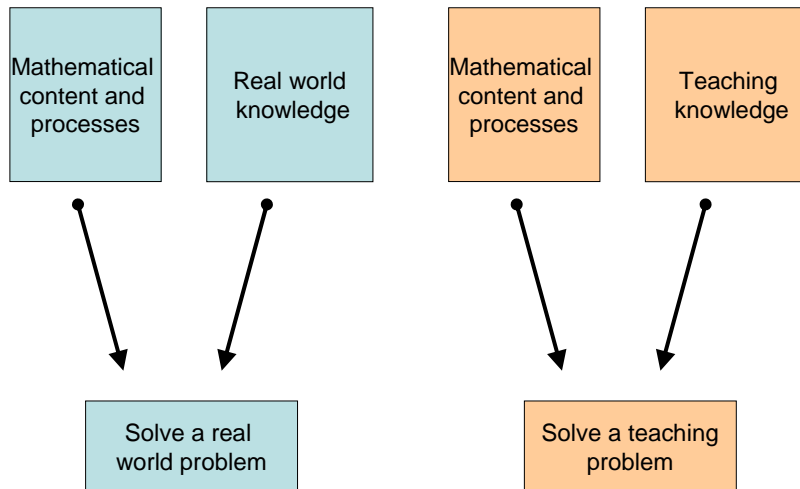 Mathematical
content and
processes
Real world
knowledge
Mathematical
content and
processes
Teaching
knowledge
Solve a real
world problem
Solve a teaching
problem